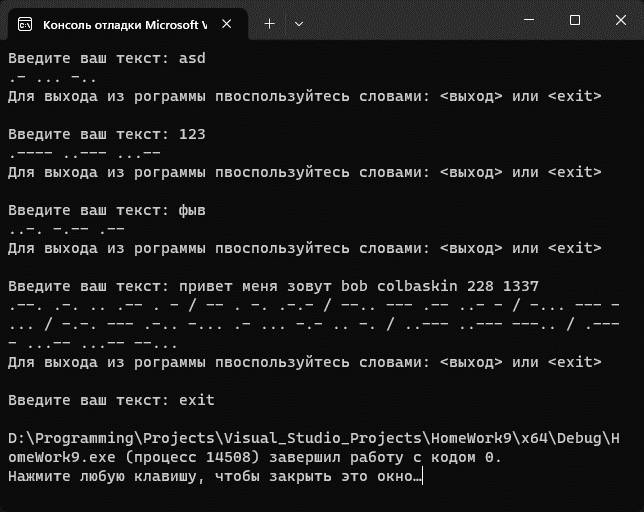 Консоль отладки Microsoft V
Введите ваш текст: asd
.- ... -..
Для выхода из рограммы пвоспользуйтесь словами: <выход> или <exit>
Введите ваш текст: 123
.---- ..--- ...--
Для выхода из рограммы пвоспользуйтесь словами: <выход> или <exit>
Введите ваш текст: фыв
..-. -.-- .--
Для выхода из рограммы пвоспользуйтесь словами: <выход> или <exit>
Введите ваш текст: привет меня зовут bob colbaskin 228 1337
.--. .-. .. .-- . - / -- . -. .-.- / --.. --- .-- ..- - / -... --- -
... / -.-. --- .-.. -... .- ... -.- .. -. / ..--- ..--- ---.. / .---
- ...-- ...-- --...
Для выхода из рограммы пвоспользуйтесь словами: <выход> или <exit>
Введите ваш текст: exit
D:\Programming\Projects\Visual_Studio_Projects\HomeWork9\x64\Debug\H
omeWork9.exe (процесс 14508) завершил работу с кодом 0.
Нажмите любую клавишу, чтобы закрыть это окно…